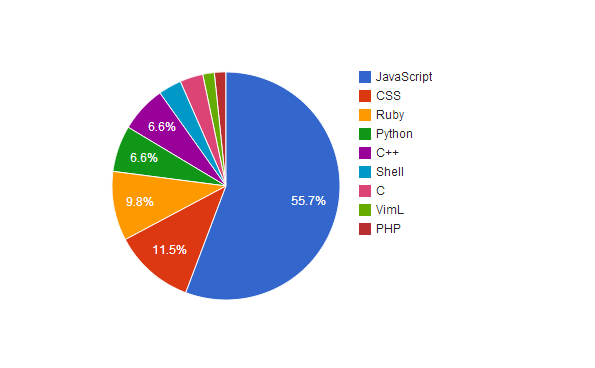 JavaScript
CSS
Ruby
Python
C++
Shell
C
VimL
PHP
55.7%
11.5%
9.8%
6.6%
6.6%